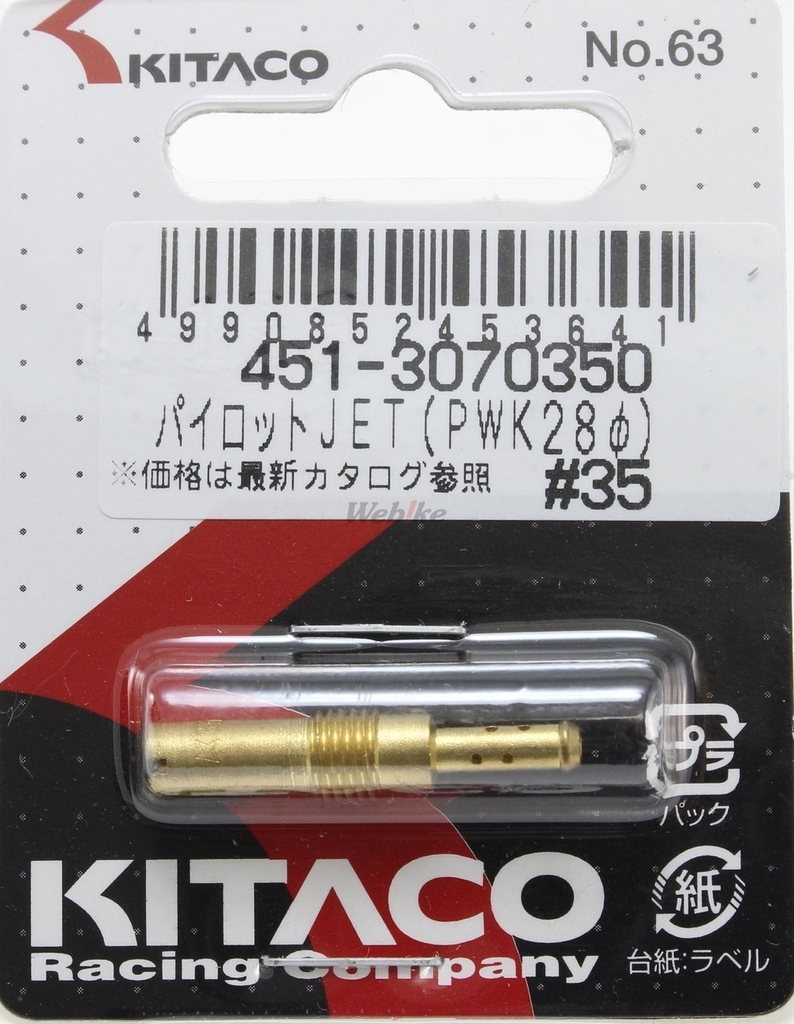 KITACO
No.63
4990852453641
451-3070350
パイロットJET(PWK28φ)
※価格は最新カタログ参照
#35
Webike
プラ
パック
KITACO
Racing Company
紙
台紙:ラベル